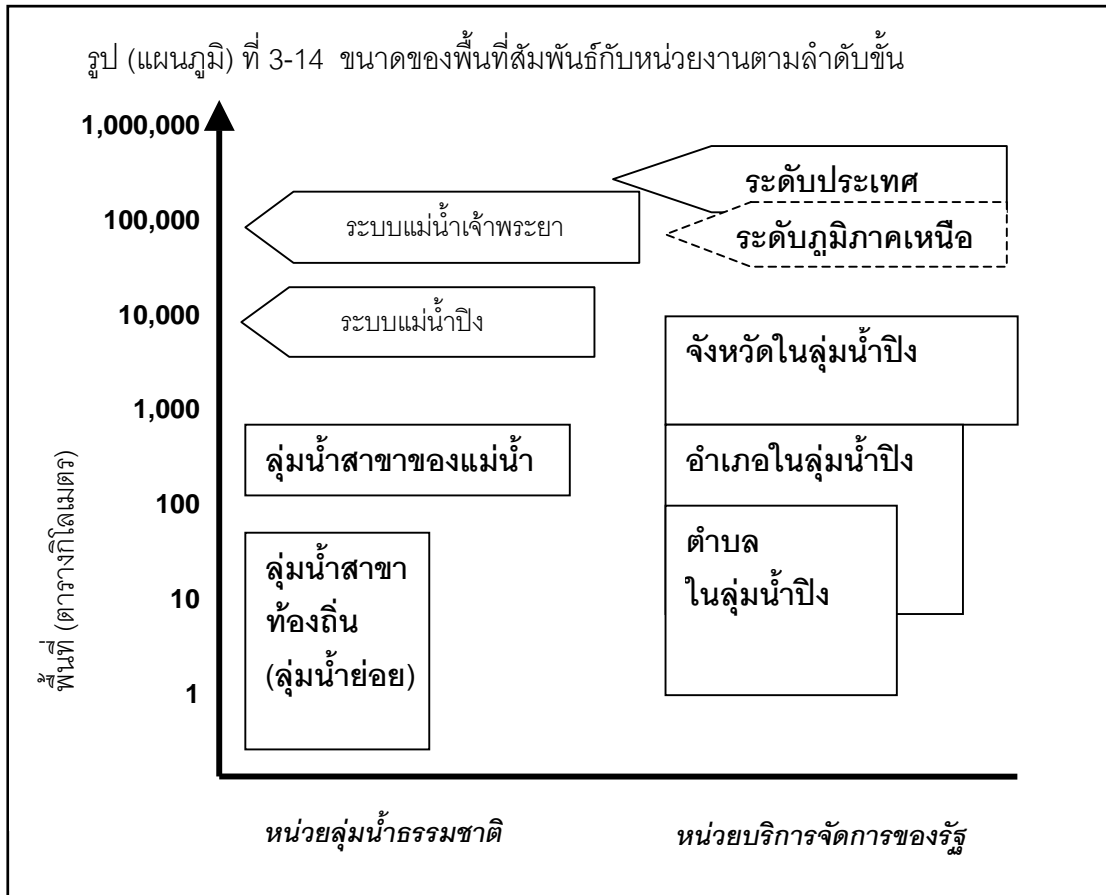 รูป (แผนภูมิ) ที่ 3-14 ขนาดของพื้นที่สัมพันธ์กับหน่วยงานตามลำดับชั้น
1,000,000
100,000
10,000
1,000
100
10
1
พื้นที่ (ตารางกิโลเมตร)
ระบบแม่น้ำเจ้าพระยา
ระบบแม่น้ำปิง
ลุ่มน้ำสาขาของแม่น้ำ
ลุ่มน้ำสาขา
ท้องถิ่น
(ลุ่มน้ำย่อย)
ระดับประเทศ
ระดับภูมิภาคเหนือ
จังหวัดในลุ่มน้ำปิง
อำเภอในลุ่มน้ำปิง
ตำบล
ในลุ่มน้ำปิง
หน่วยลุ่มน้ำธรรมชาติ
หน่วยบริการจัดการของรัฐ